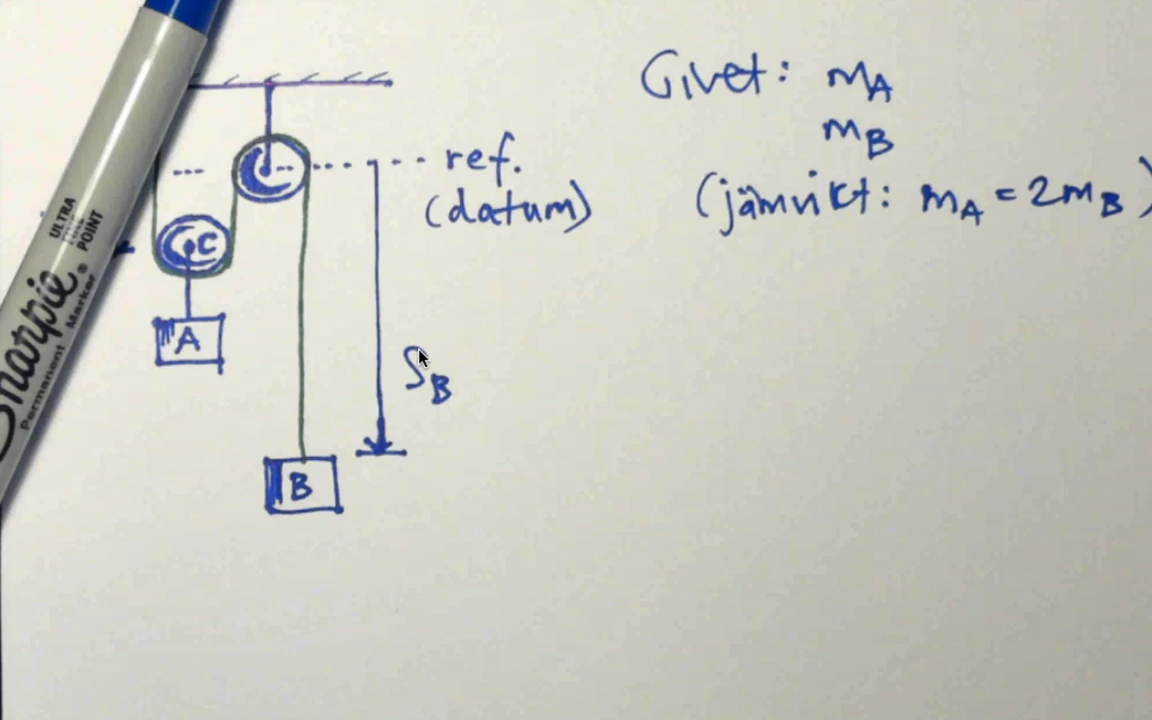 Givet: mA
mB
ref.
(datum)
(jämvikt: mA = 2mB)
C
A
SB
B
ULTRA
FINE
POINT
Sharpie
Permanent Marker